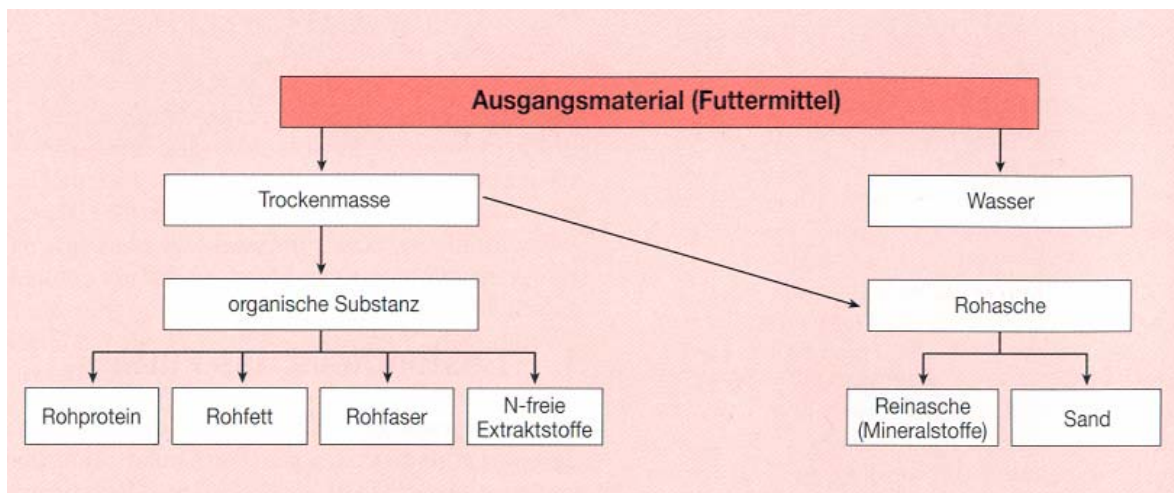 Ausgangsmaterial (Futtermittel)
Trockenmasse
Wasser
organische Substanz
Rohasche
Rohprotein
Rohfett
Rohfaser
N-freie
Extraktstoffe
Reinasche
(Mineralstoffe)
Sand